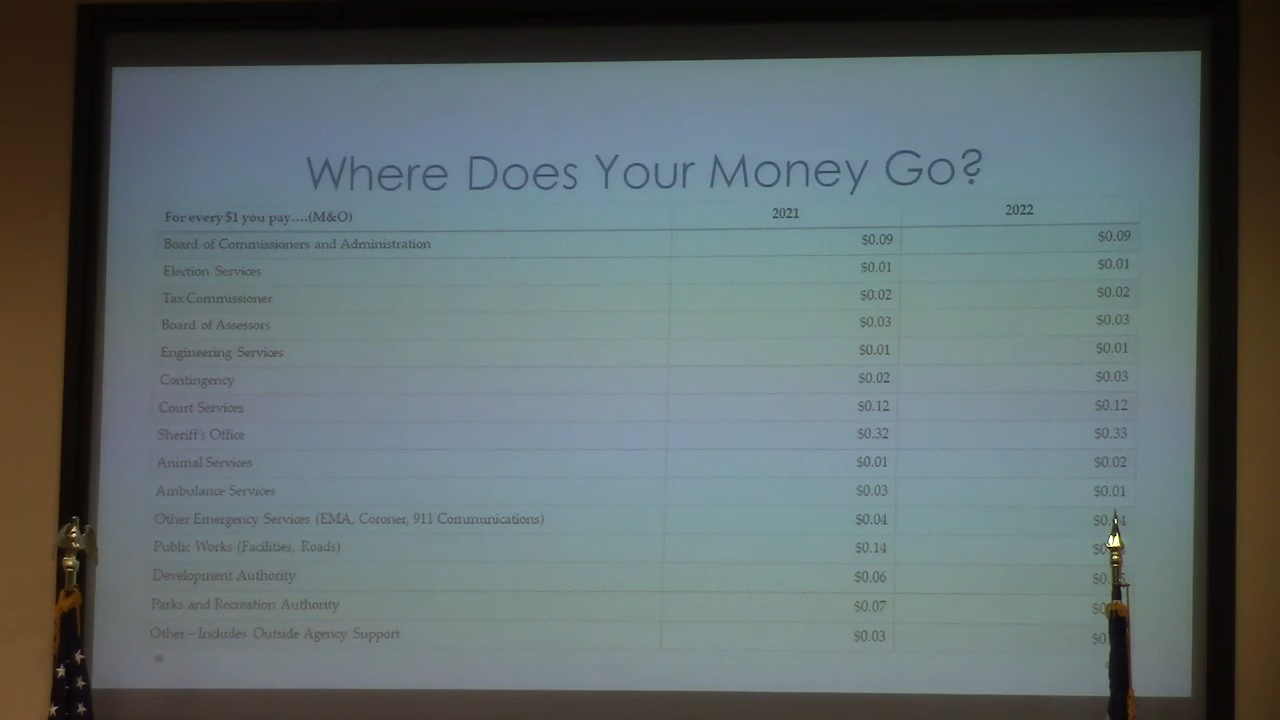 Where Does Your Money Go?
For every $1 you pay....(M&O) 2021 2022
Board of Commissioners and Administration $0.09 $0.09
Election Services $0.01 $0.01
Tax Commissioner $0.02 $0.02
Board of Assessors $0.03 $0.03
Engineering Services $0.01 $0.01
Contingency $0.02 $0.03
Court Services $0.12 $0.12
Sheriff's Office $0.32 $0.33
Animal Services $0.01 $0.02
Ambulance Services $0.03 $0.01
Other Emergency Services (EMA, Coroner, 911 Communications) $0.04
Public Works (Facilities, Roads) $0.14
Development Authority $0.06
Parks and Recreation Authority $0.07
Other – Includes Outside Agency Support $0.03